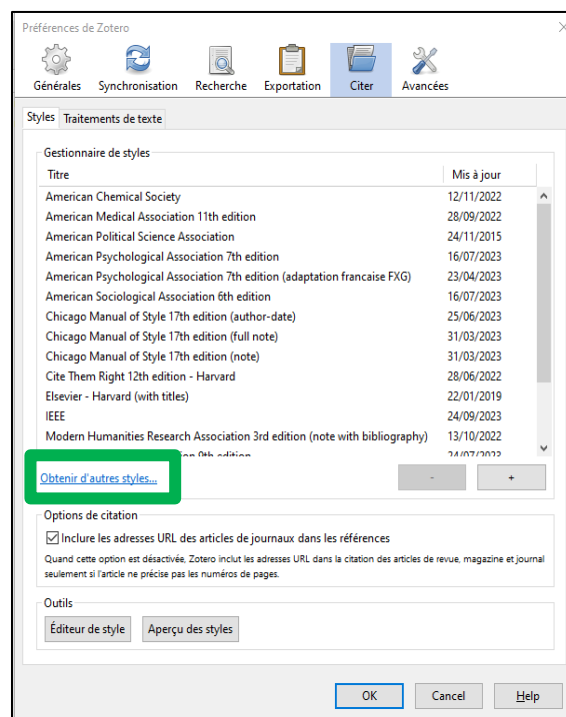 Préférences de Zotero
Générales Synchronisation Recherche Exportation Citer Avancées
Styles Traitements de texte
Gestionnaire de styles
Titre Mis à jour
American Chemical Society 12/11/2022
American Medical Association 11th edition 28/09/2022
American Political Science Association 24/11/2015
American Psychological Association 7th edition 16/07/2023
American Psychological Association 7th edition (adaptation francaise FXG) 23/04/2023
American Sociological Association 6th edition 16/07/2023
Chicago Manual of Style 17th edition (author-date) 25/06/2023
Chicago Manual of Style 17th edition (full note) 31/03/2023
Chicago Manual of Style 17th edition (note) 31/03/2023
Cite Them Right 12th edition - Harvard 28/06/2022
Elsevier - Harvard (with titles) 22/01/2019
IEEE 24/09/2023
Modern Humanities Research Association 3rd edition (note with bibliography) 13/10/2022
9th edition 24/07/2023
Obtenir d'autres styles... - +
Options de citation
Inclure les adresses URL des articles de journaux dans les références
Quand cette option est désactivée, Zotero inclut les adresses URL dans la citation des articles de revue, magazine et journal
seulement si l'article ne précise pas les numéros de pages.
Outils
Éditeur de style Aperçu des styles
OK Cancel Help